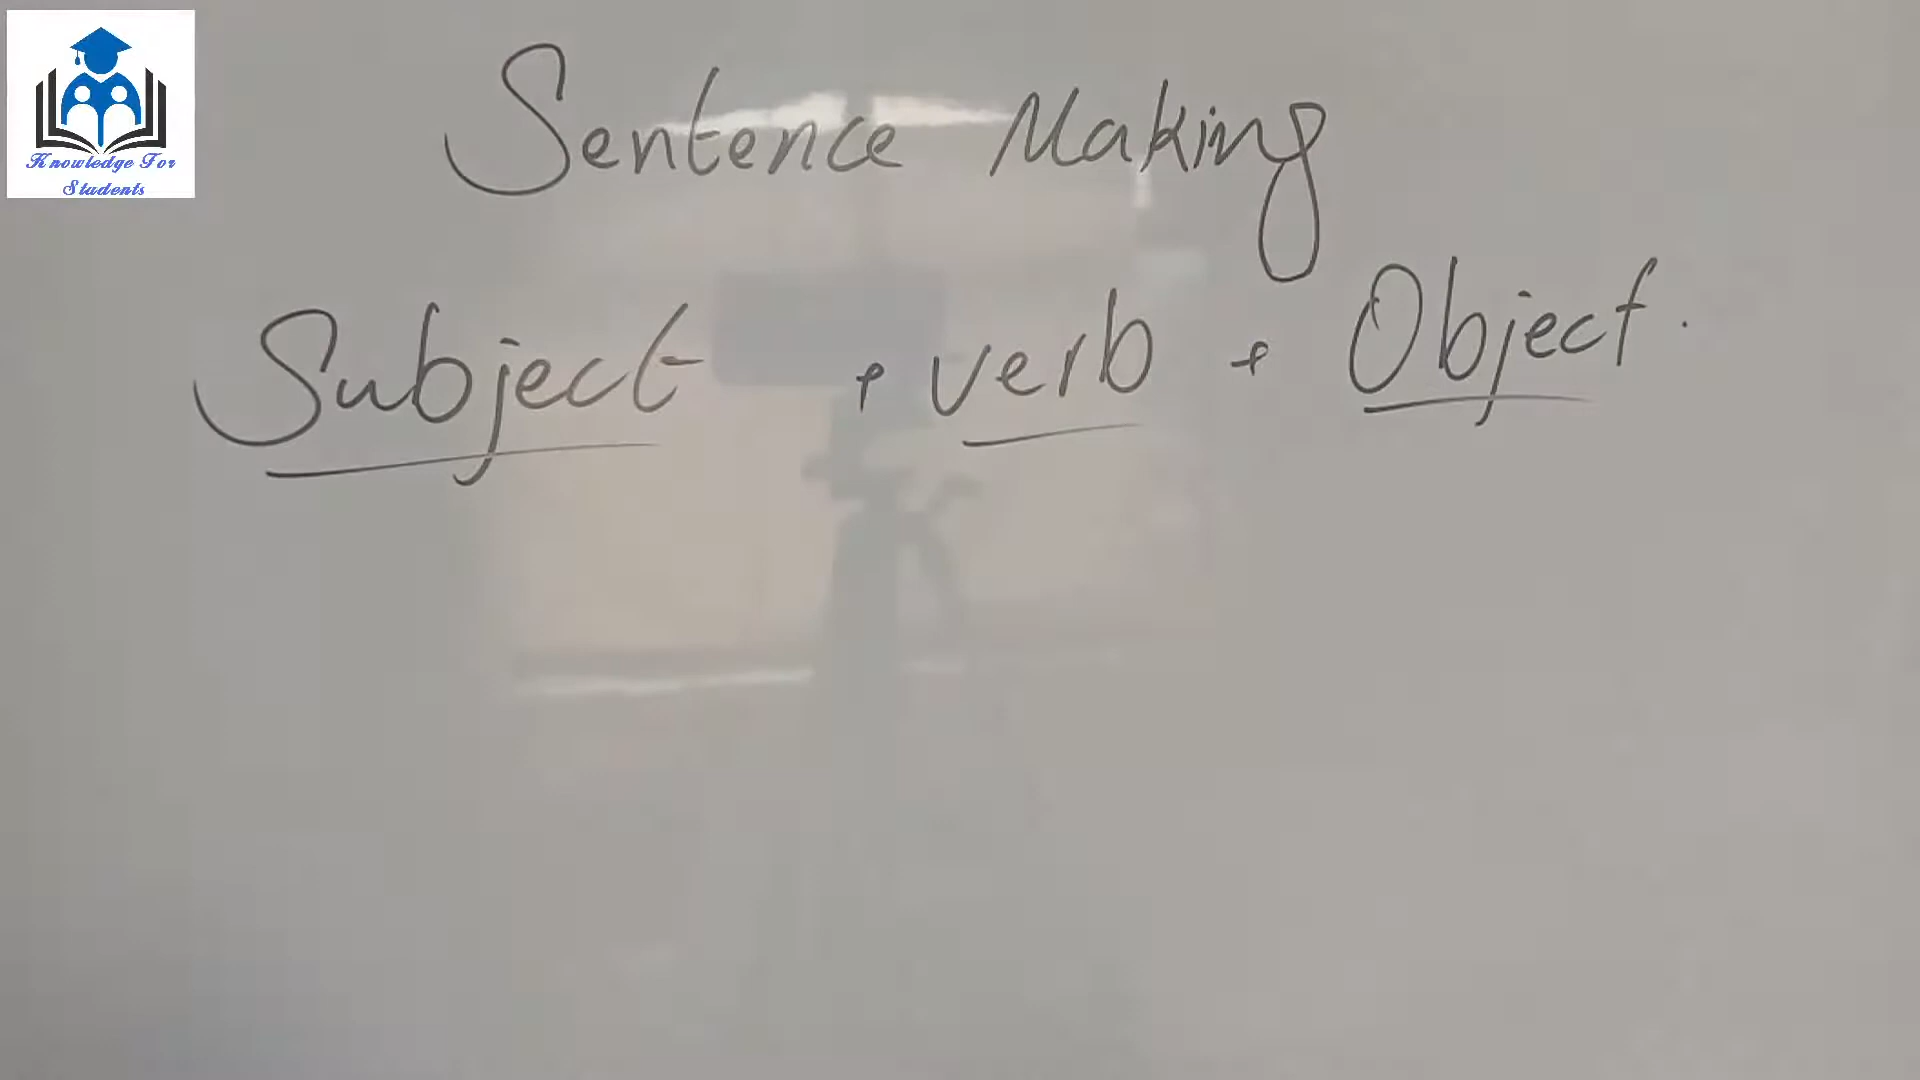 Knowledge For
Students
Sentence Making
Subject + verb + Object.